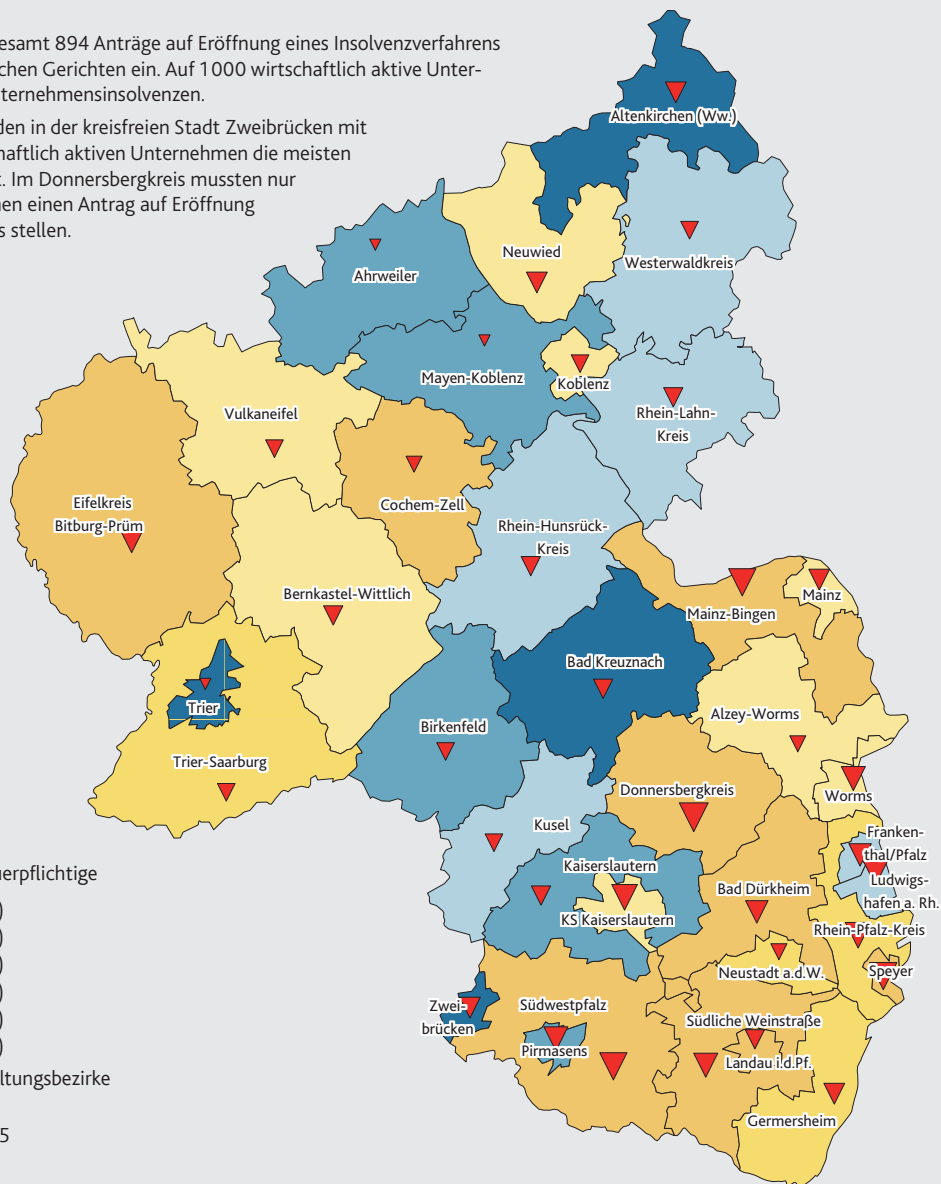 esamt 894 Anträge auf Eröffnung eines Insolvenzverfahrens
chen Gerichten ein. Auf 1 000 wirtschaftlich aktive Unter-
nternehmensinsolvenzen.
den in der kreisfreien Stadt Zweibrücken mit
haftlich aktiven Unternehmen die meisten
. Im Donnersbergkreis mussten nur
en einen Antrag auf Eröffnung
s stellen.
Altenkirchen (Ww.)
Neuwied
Westerwaldkreis
Ahrweiler
Mayen-Koblenz
Koblenz
Rhein-Lahn-
Kreis
Vulkaneifel
Cochem-Zell
Eifelkreis
Bitburg-Prüm
Rhein-Hunsrück-
Kreis
Bernkastel-Wittlich
Mainz-Bingen
Mainz
Bad Kreuznach
Trier
Birkenfeld
Alzey-Worms
Trier-Saarburg
Donnersbergkreis
Worms
Kusel
Franken-
thal/Pfalz
Ludwigs-
hafen a. Rh.
Kaiserslautern
KS Kaiserslautern
Bad Dürkheim
Rhein-Pfalz-Kreis
Neustadt a.d.W.
Speyer
Zwei-
brücken
Südwestpfalz
Pirmasens
Südliche Weinstraße
Landau i.d.Pf.
Germersheim
uerpflichtige
)
)
)
)
)
)
ltungsbezirke
5